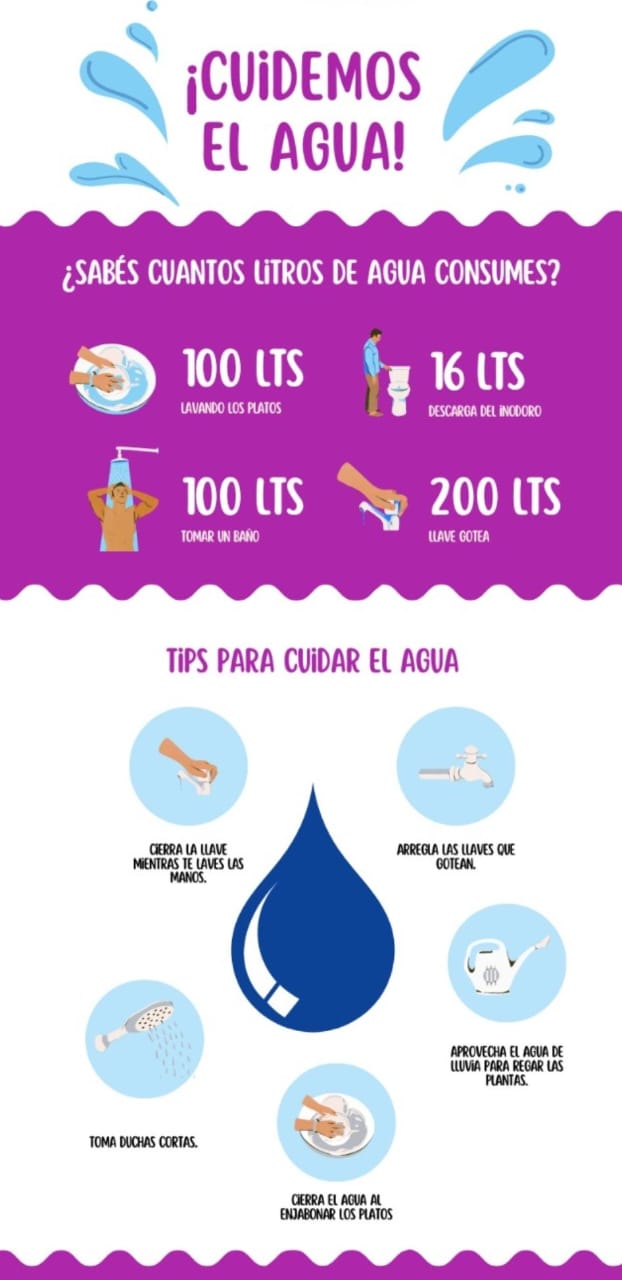 ¡CUIDEMOS
EL AGUA!
¿SABÉS CUANTOS LITROS DE AGUA CONSUMES?
100 LTS
LAVANDO LOS PLATOS
16 LTS
DESCARGA DEL INODORO
100 LTS
TOMAR UN BAÑO
200 LTS
LLAVE GOTEA
TIPS PARA CUIDAR EL AGUA
CIERRA LA LLAVE
MIENTRAS TE LAVES LAS
MANOS.
ARREGLA LAS LLAVES QUE
GOTEAN.
APROVECHA EL AGUA DE
LLUVIA PARA REGAR LAS
PLANTAS.
TOMA DUCHAS CORTAS.
CIERRA EL AGUA AL
ENJABONAR LOS PLATOS